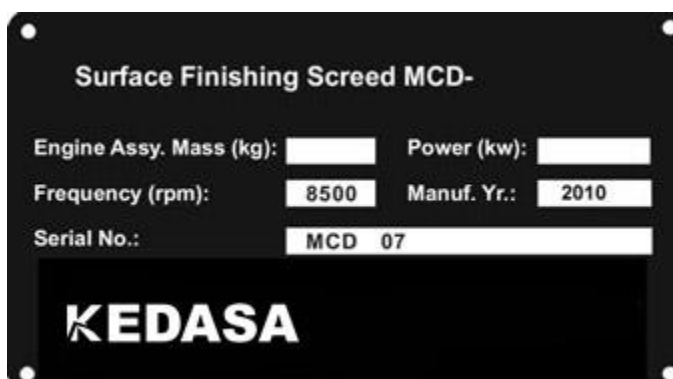 Surface Finishing Screed MCD-
Engine Assy. Mass (kg): Power (kw):
Frequency (rpm): 8500 Manuf. Yr.: 2010
Serial No.: MCD 07
KEDASA